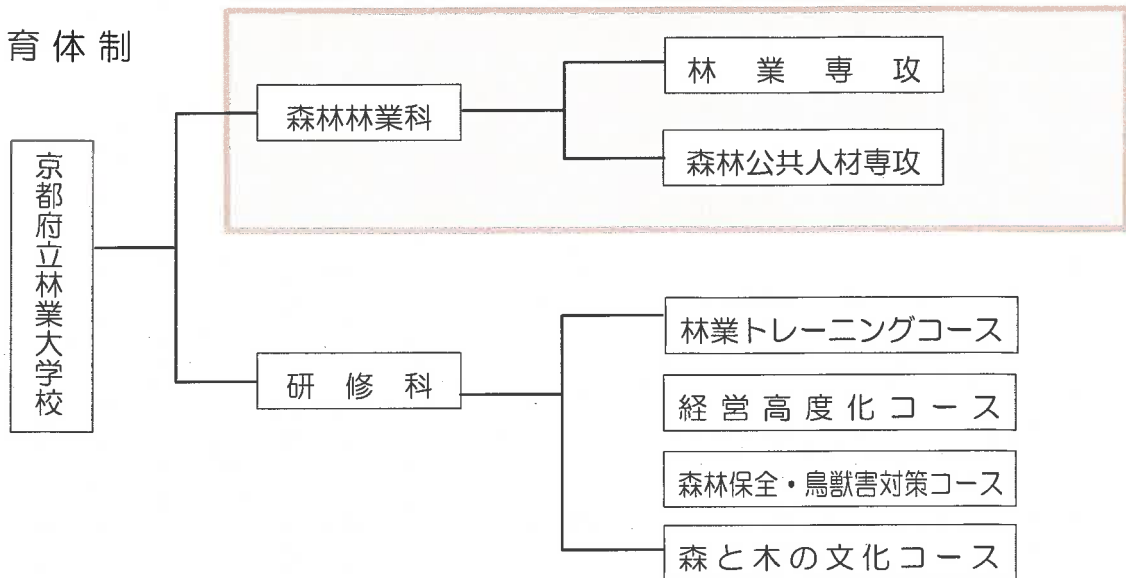 育体制
京都府立林業大学校
森林林業科
林業専攻
森林公共人材専攻
研修科
林業トレーニングコース
経営高度化コース
森林保全・鳥獣害対策コース
森と木の文化コース